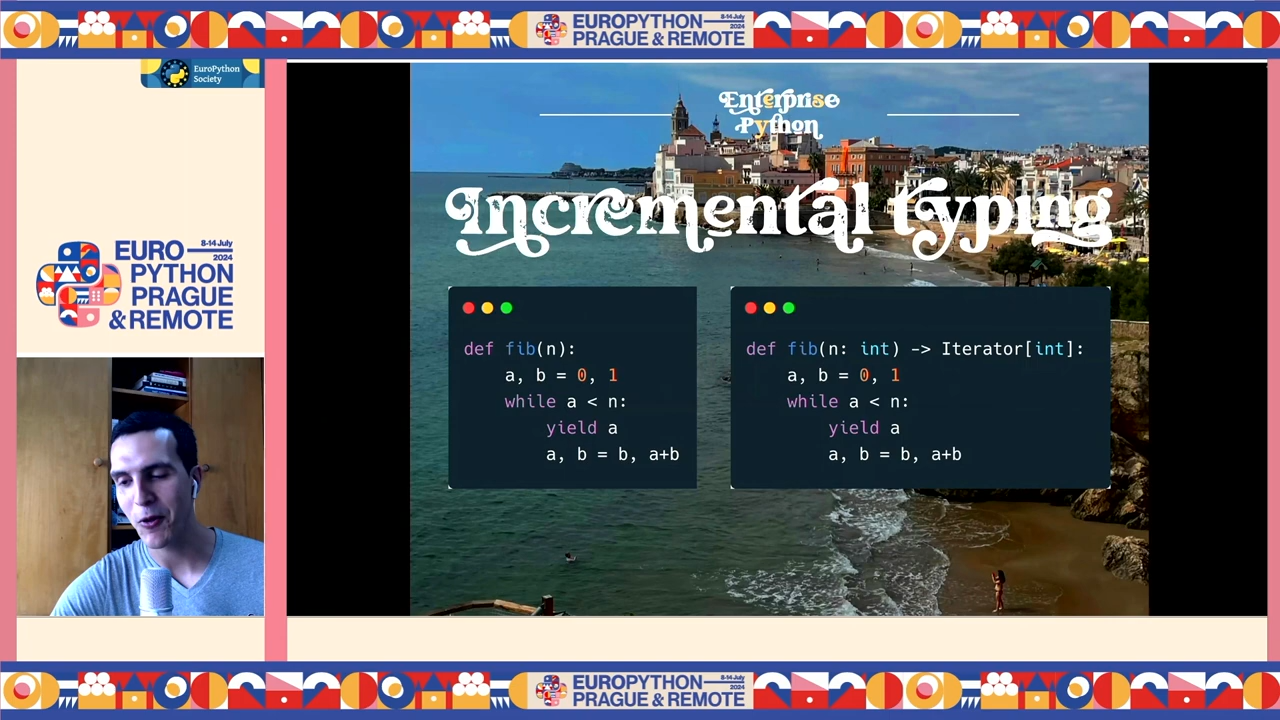 EUROPYTHON
8-14 July
2024
PRAGUE & REMOTE
EuroPython
Society
EURO
8-14 July
2024
PYTHON
PRAGUE
& REMOTE
Enterprise
Python
Incremental typing
def fib(n):
    a, b = 0, 1
    while a < n:
        yield a
        a, b = b, a+b
def fib(n: int) -> Iterator[int]:
    a, b = 0, 1
    while a < n:
        yield a
        a, b = b, a+b
EUROPYTHON
8-14 July
2024
PRAGUE & REMOTE